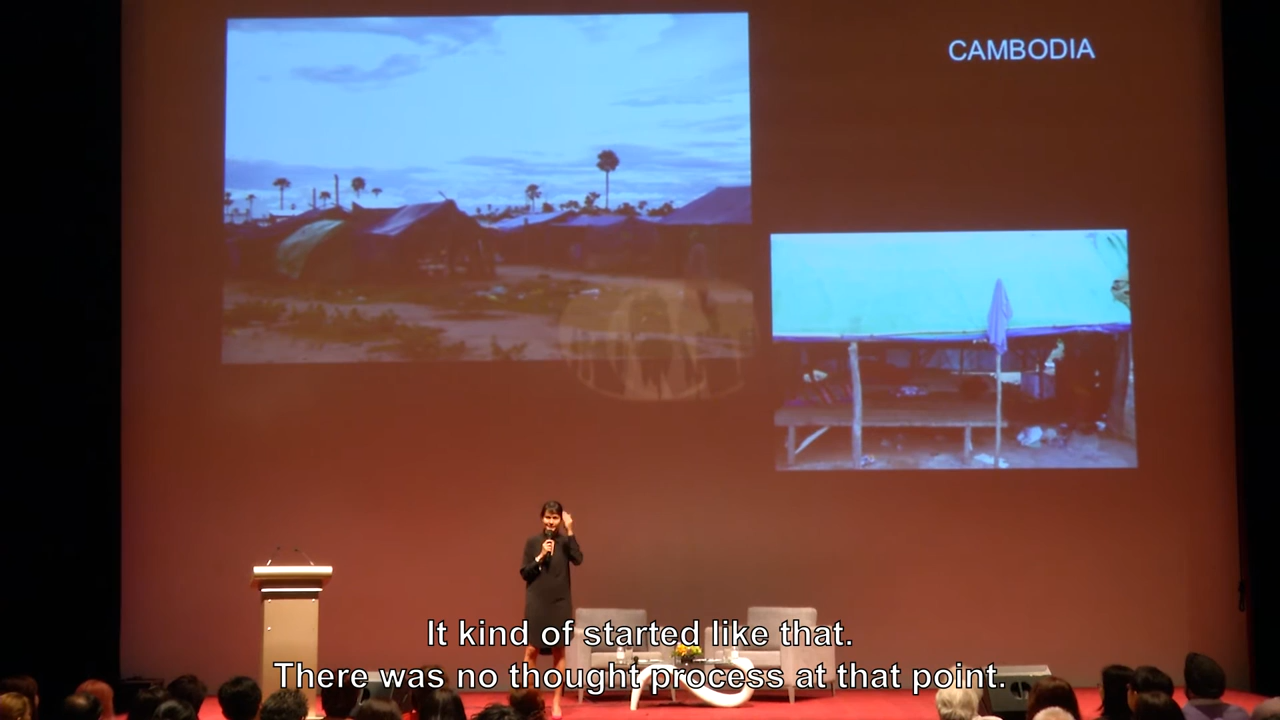 CAMBODIA
It kind of started like that.
There was no thought process at that point.